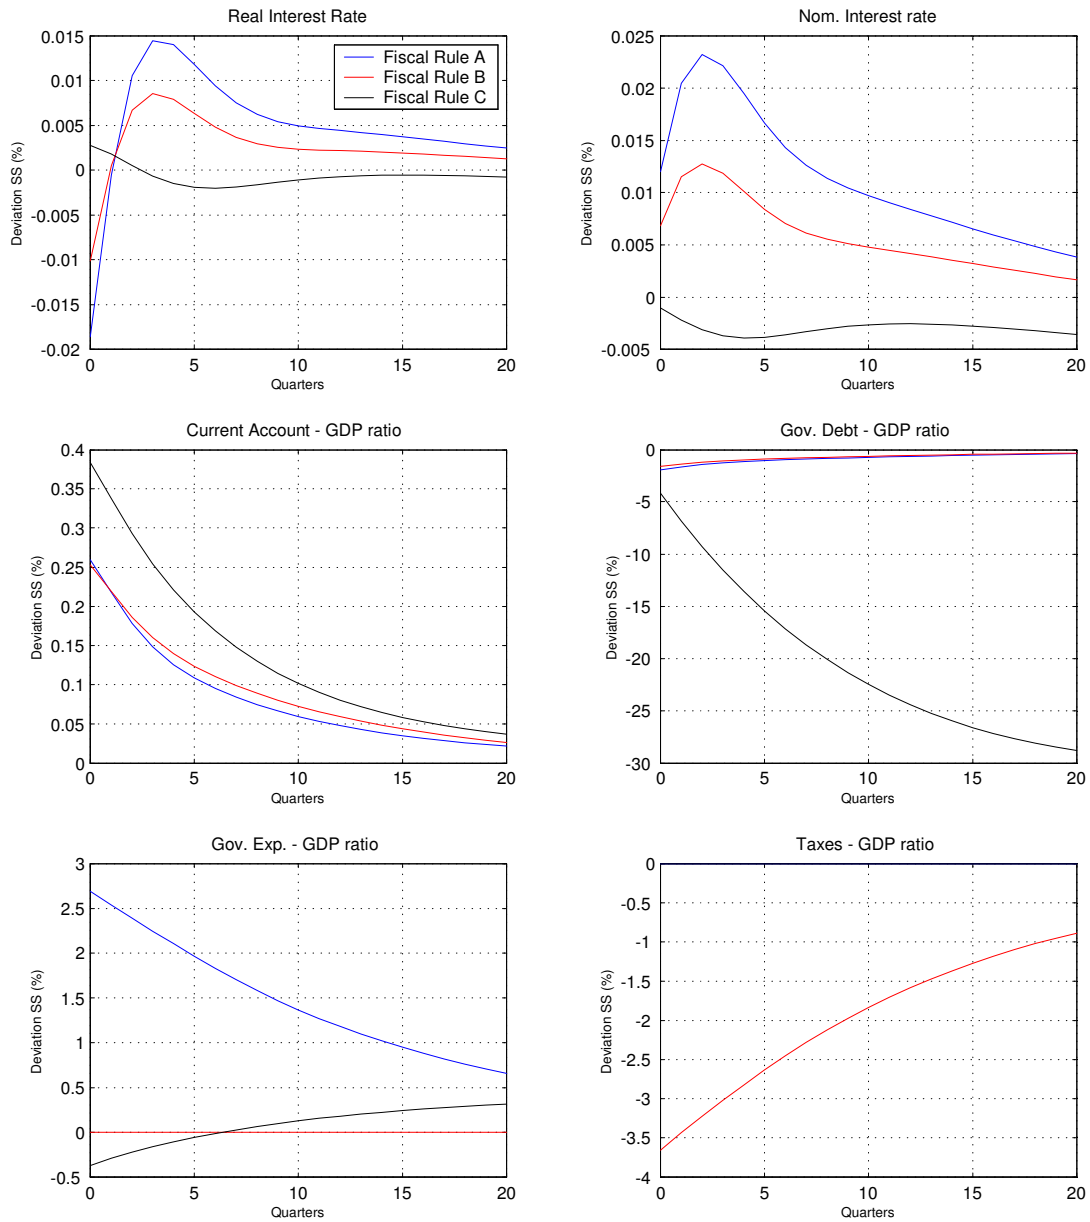 Real Interest Rate
0.015
0.01
0.005
0
-0.005
-0.01
-0.015
-0.02
Deviation SS (%)
Fiscal Rule A
Fiscal Rule B
Fiscal Rule C
0 5 10 15 20
Quarters
Nom. Interest rate
0.025
0.02
0.015
0.01
0.005
0
-0.005
Deviation SS (%)
0 5 10 15 20
Quarters
Current Account - GDP ratio
0.4
0.35
0.3
0.25
0.2
0.15
0.1
0.05
0
Deviation SS (%)
0 5 10 15 20
Quarters
Gov. Debt - GDP ratio
0
-5
-10
-15
-20
-25
-30
Deviation SS (%)
0 5 10 15 20
Quarters
Gov. Exp. - GDP ratio
3
2.5
2
1.5
1
0.5
0
-0.5
Deviation SS (%)
0 5 10 15 20
Quarters
Taxes - GDP ratio
0
-0.5
-1
-1.5
-2
-2.5
-3
-3.5
-4
Deviation SS (%)
0 5 10 15 20
Quarters